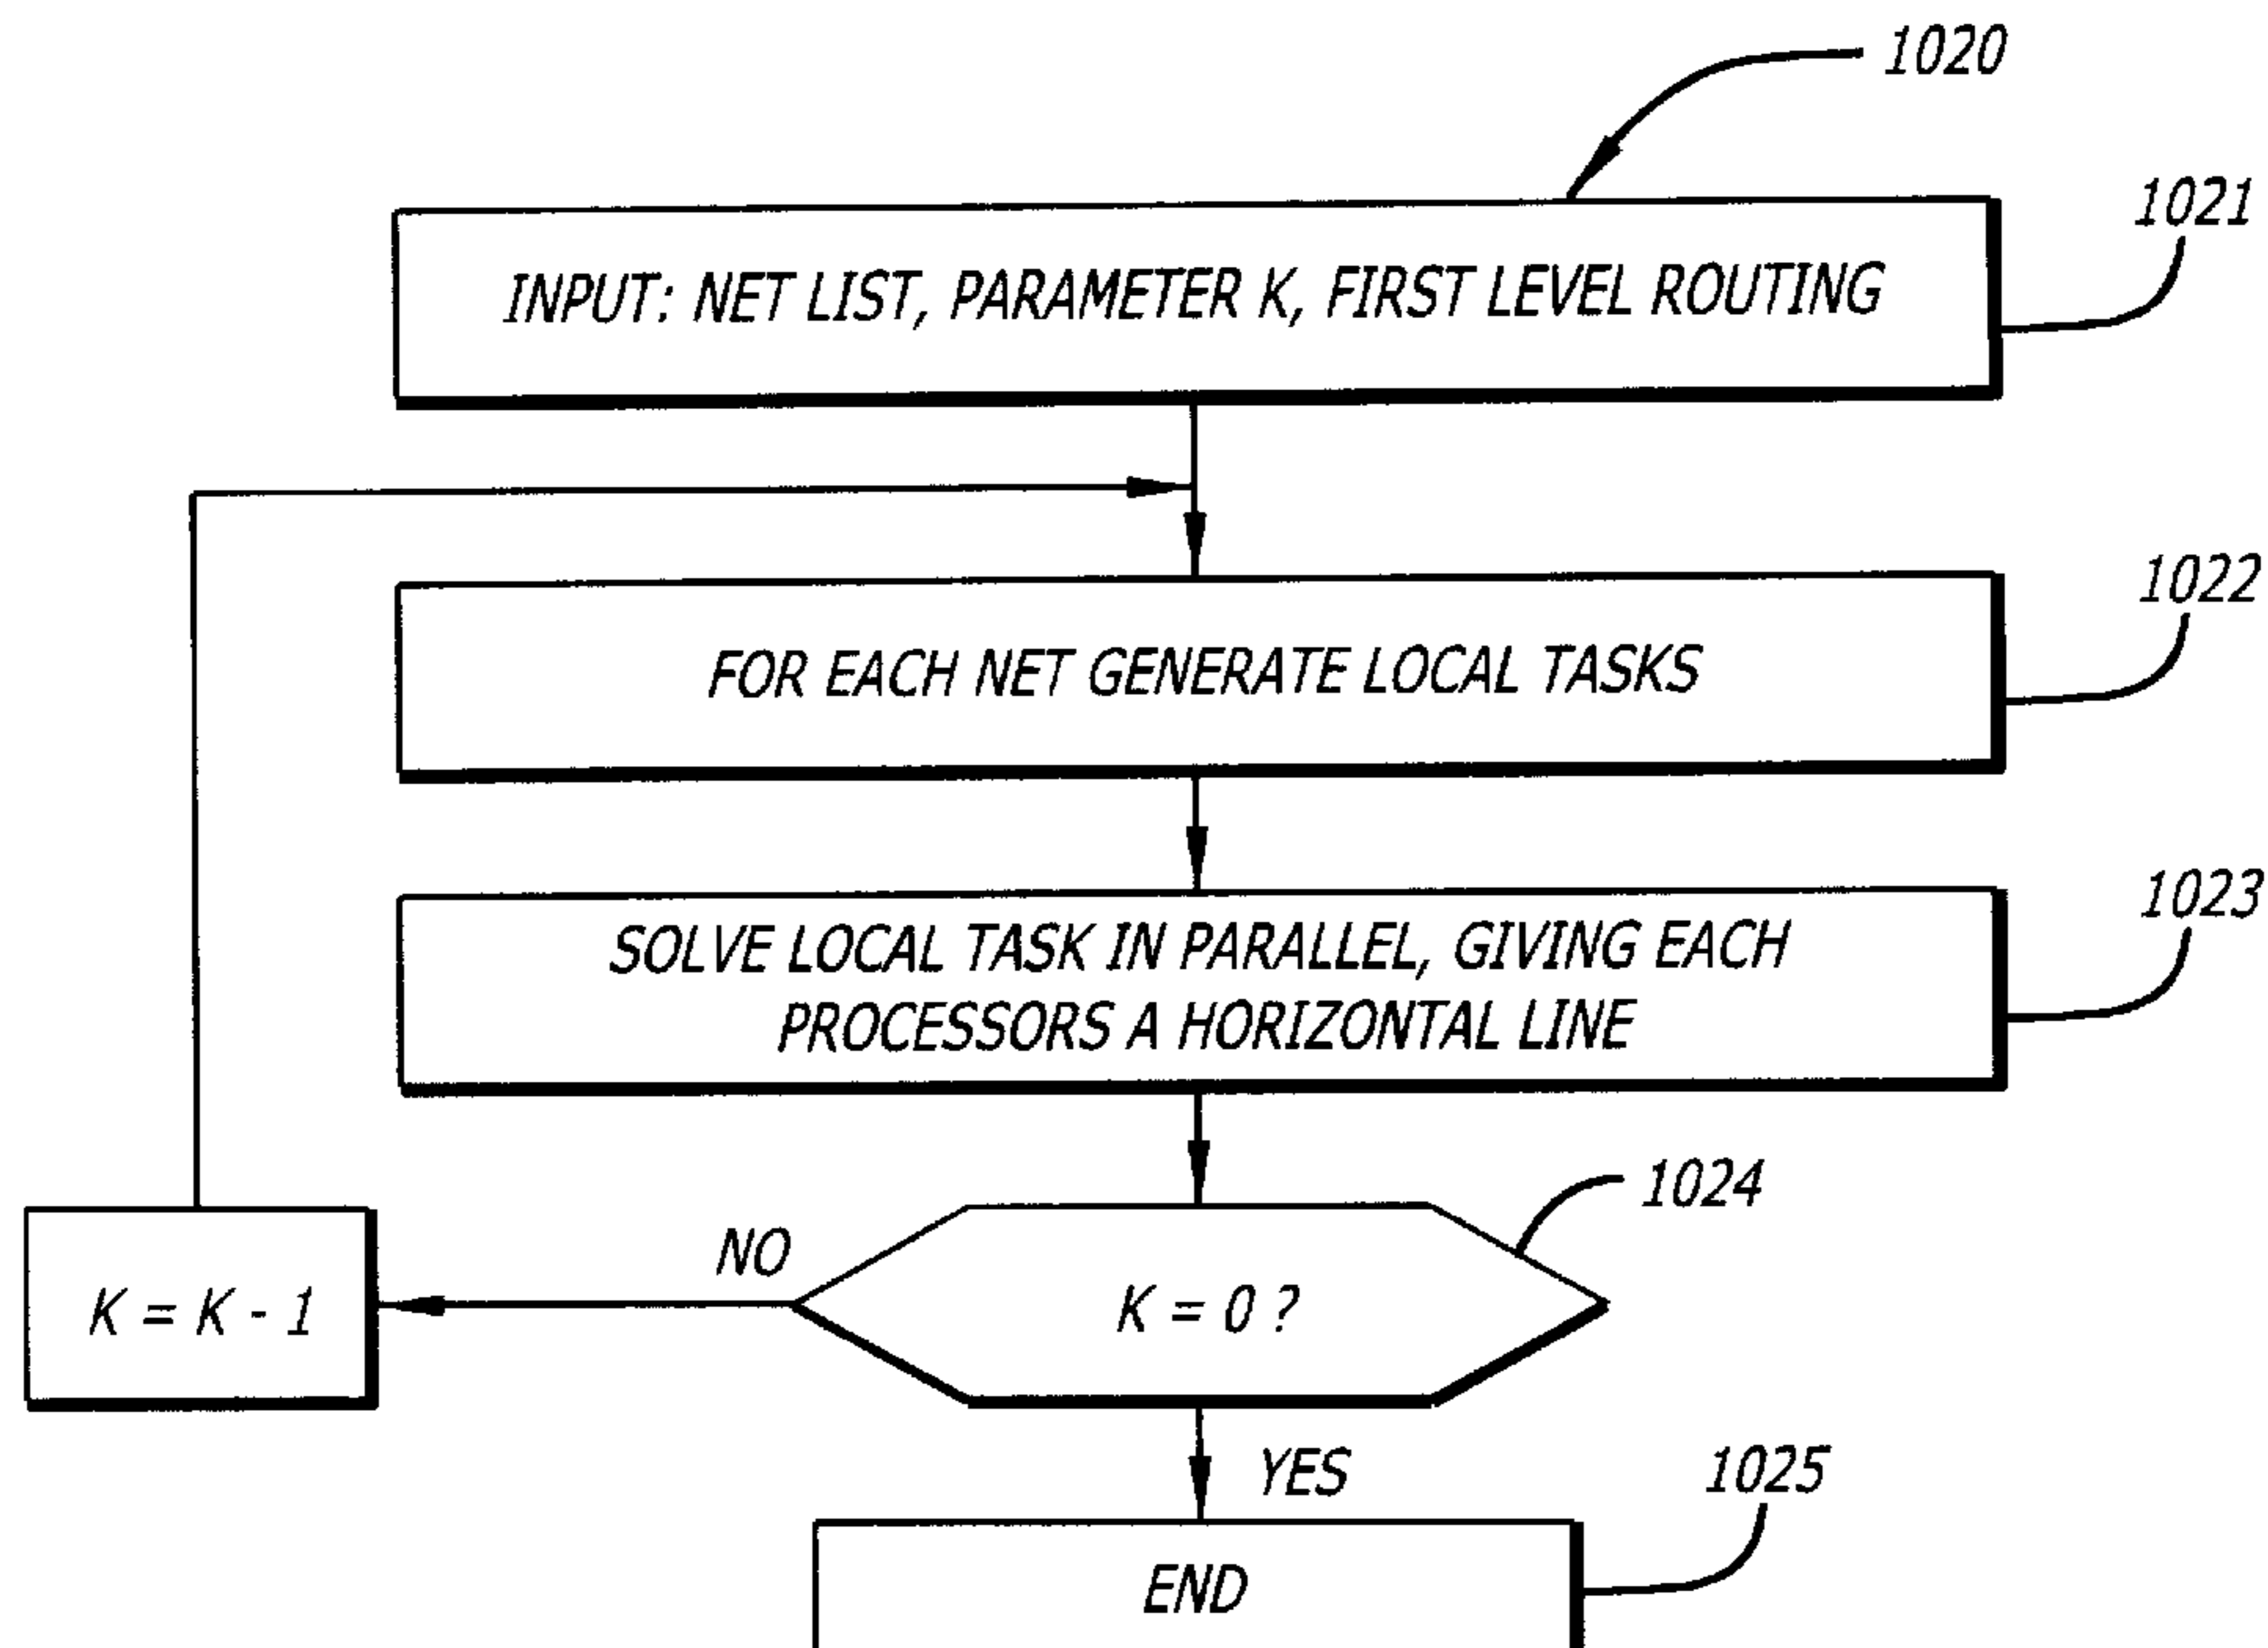 1020
1021
INPUT: NET LIST, PARAMETER K, FIRST LEVEL ROUTING
1022
FOR EACH NET GENERATE LOCAL TASKS
1023
SOLVE LOCAL TASK IN PARALLEL, GIVING EACH
PROCESSORS A HORIZONTAL LINE
1024
NO
K = K - 1
K = 0 ?
YES
1025
END